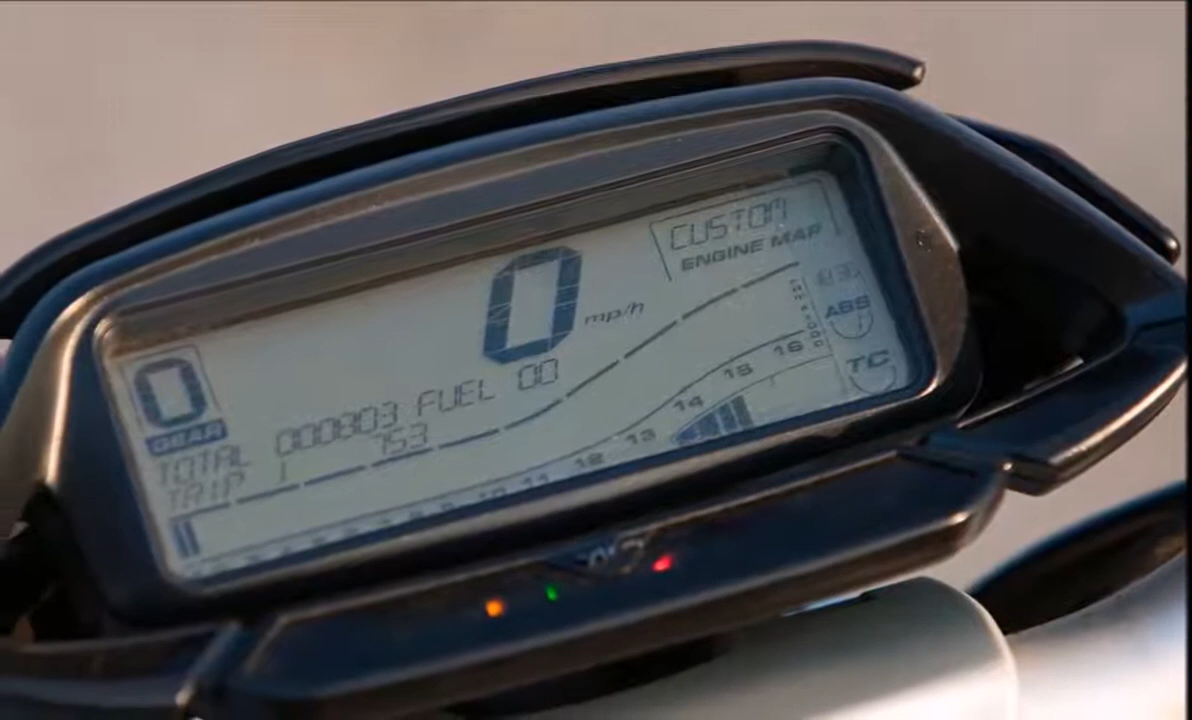 CUSTOM
ENGINE MAP
0 mp/h
ABS
TC
0
GEAR
TOTAL 000803 FUEL 00
TRIP 1 753
11 12 13 14 15 16